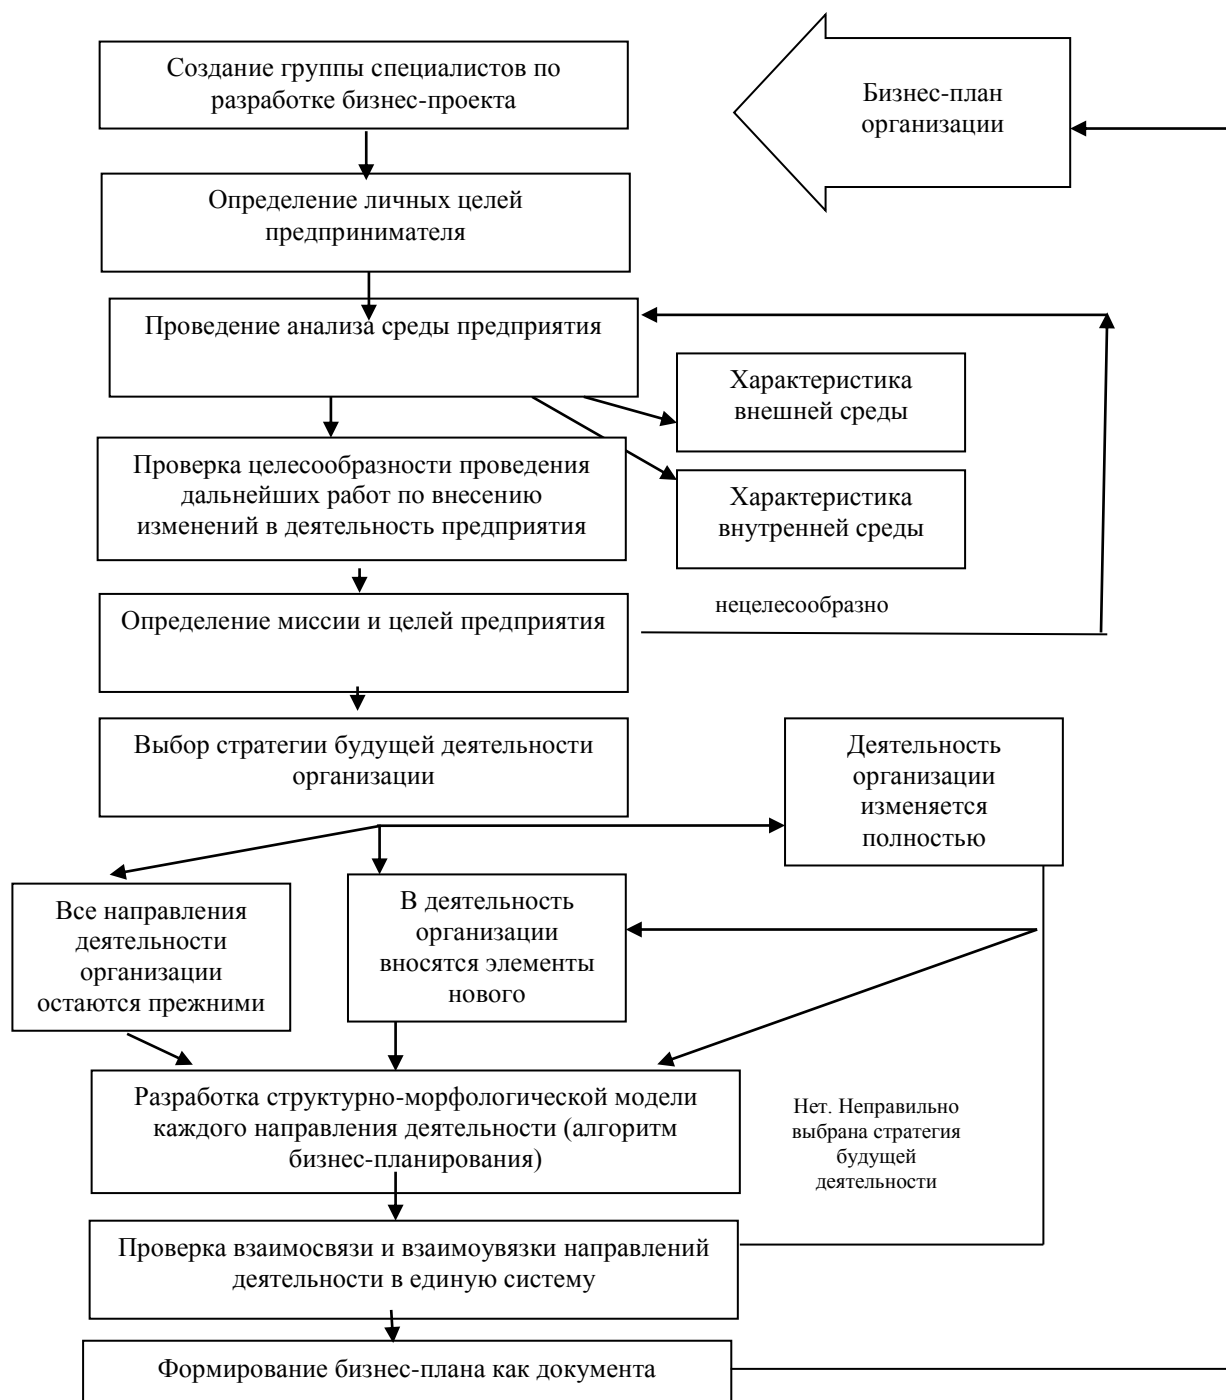 Создание группы специалистов по
разработке бизнес-проекта
Бизнес-план
организации
Определение личных целей
предпринимателя
Проведение анализа среды предприятия
Характеристика
внешней среды
Проверка целесообразности проведения
дальнейших работ по внесению
изменений в деятельность предприятия
Характеристика
внутренней среды
нецелесообразно
Определение миссии и целей предприятия
Выбор стратегии будущей деятельности
организации
Деятельность
организации
изменяется
полностью
Все направления
деятельности
организации
остаются прежними
В деятельность
организации
вносятся элементы
нового
Разработка структурно-морфологической модели
каждого направления деятельности (алгоритм
бизнес-планирования)
Нет. Неправильно
выбрана стратегия
будущей
деятельности
Проверка взаимосвязи и взаимоувязки направлений
деятельности в единую систему
Формирование бизнес-плана как документа